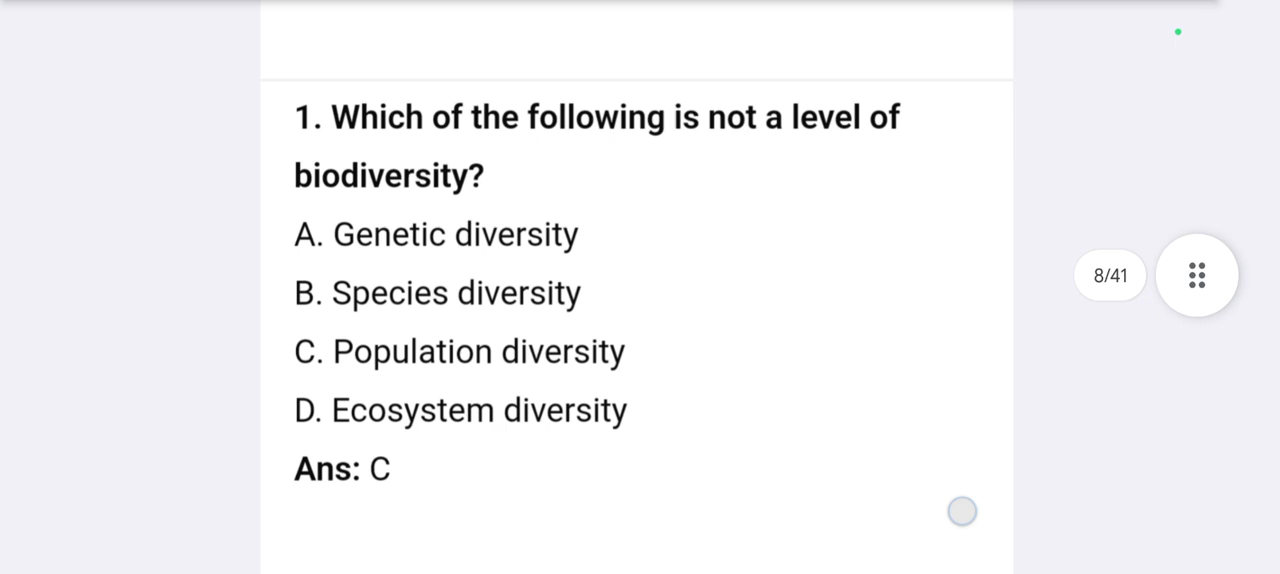 1. Which of the following is not a level of
biodiversity?
A. Genetic diversity
B. Species diversity
C. Population diversity
D. Ecosystem diversity
Ans: C
8/41